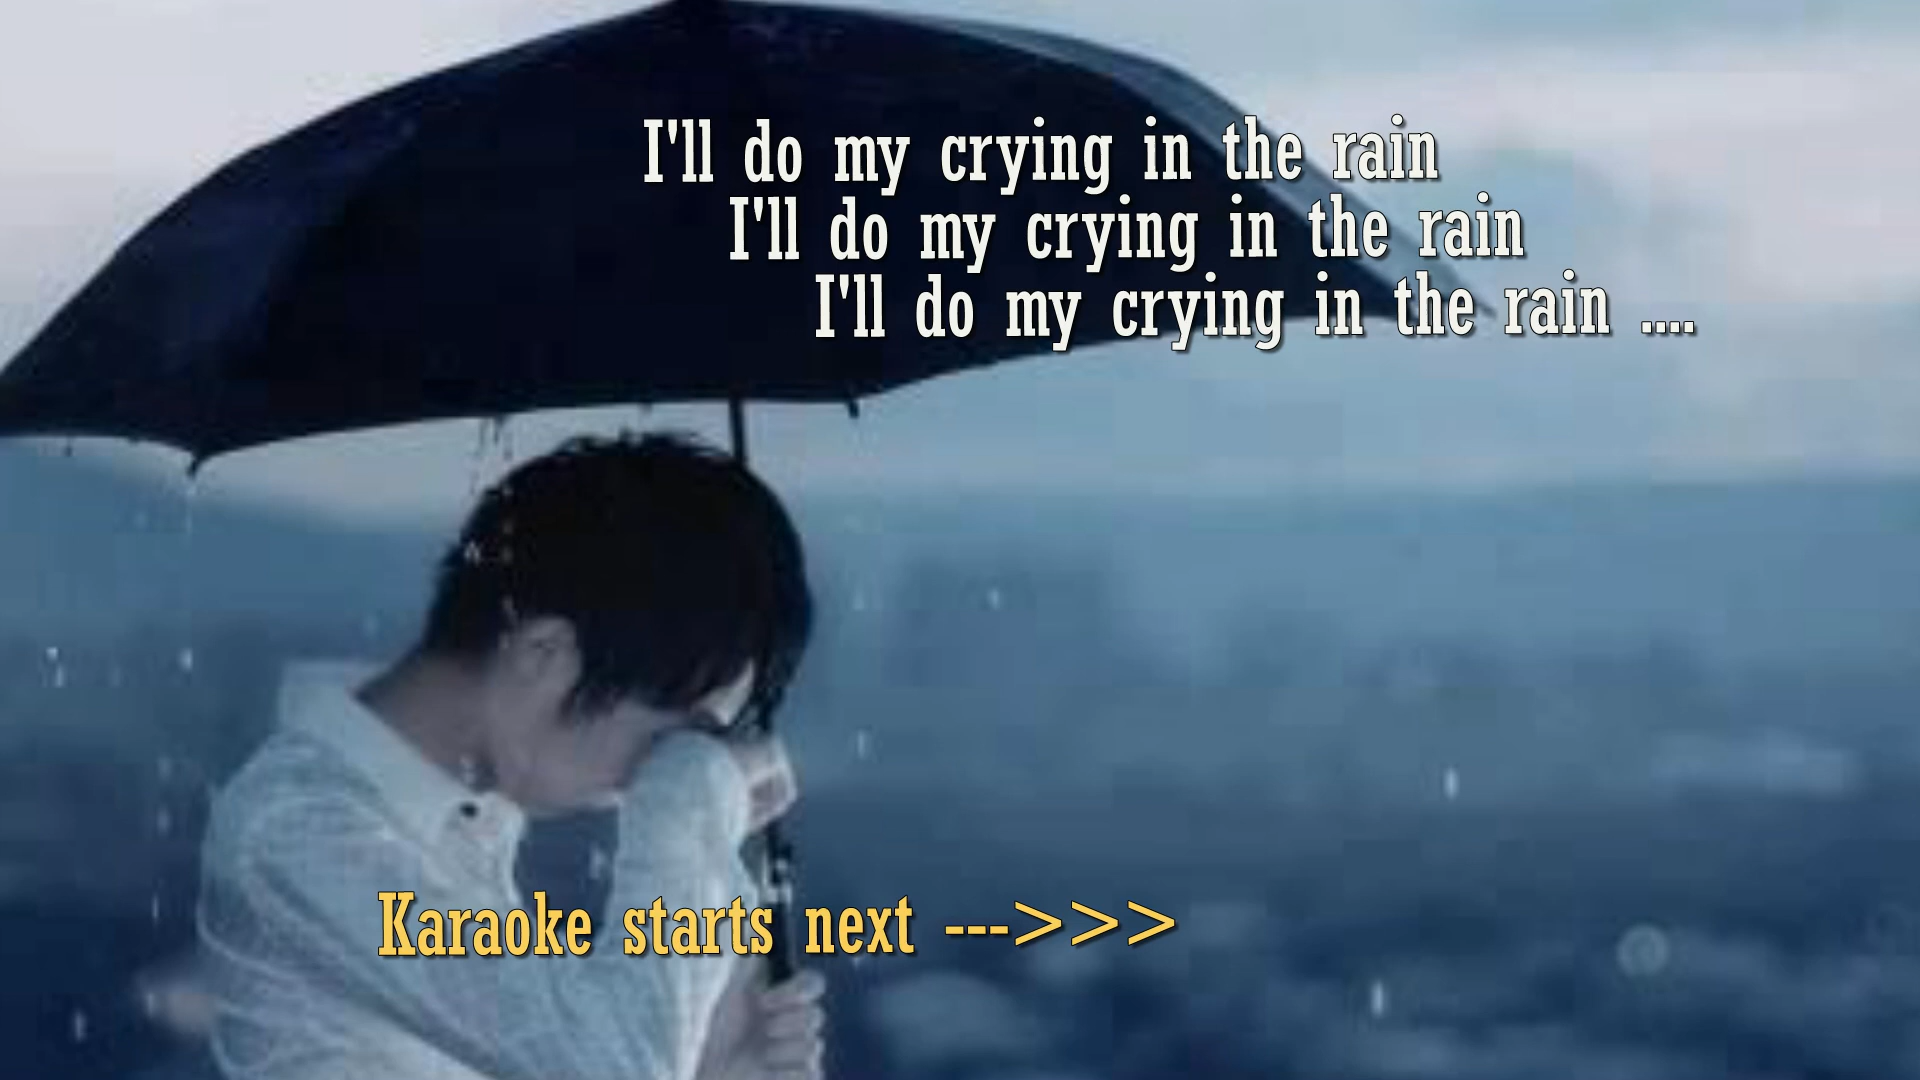 I'll do my crying in the rain
I'll do my crying in the rain
I'll do my crying in the rain ....
Karaoke starts next --->>>